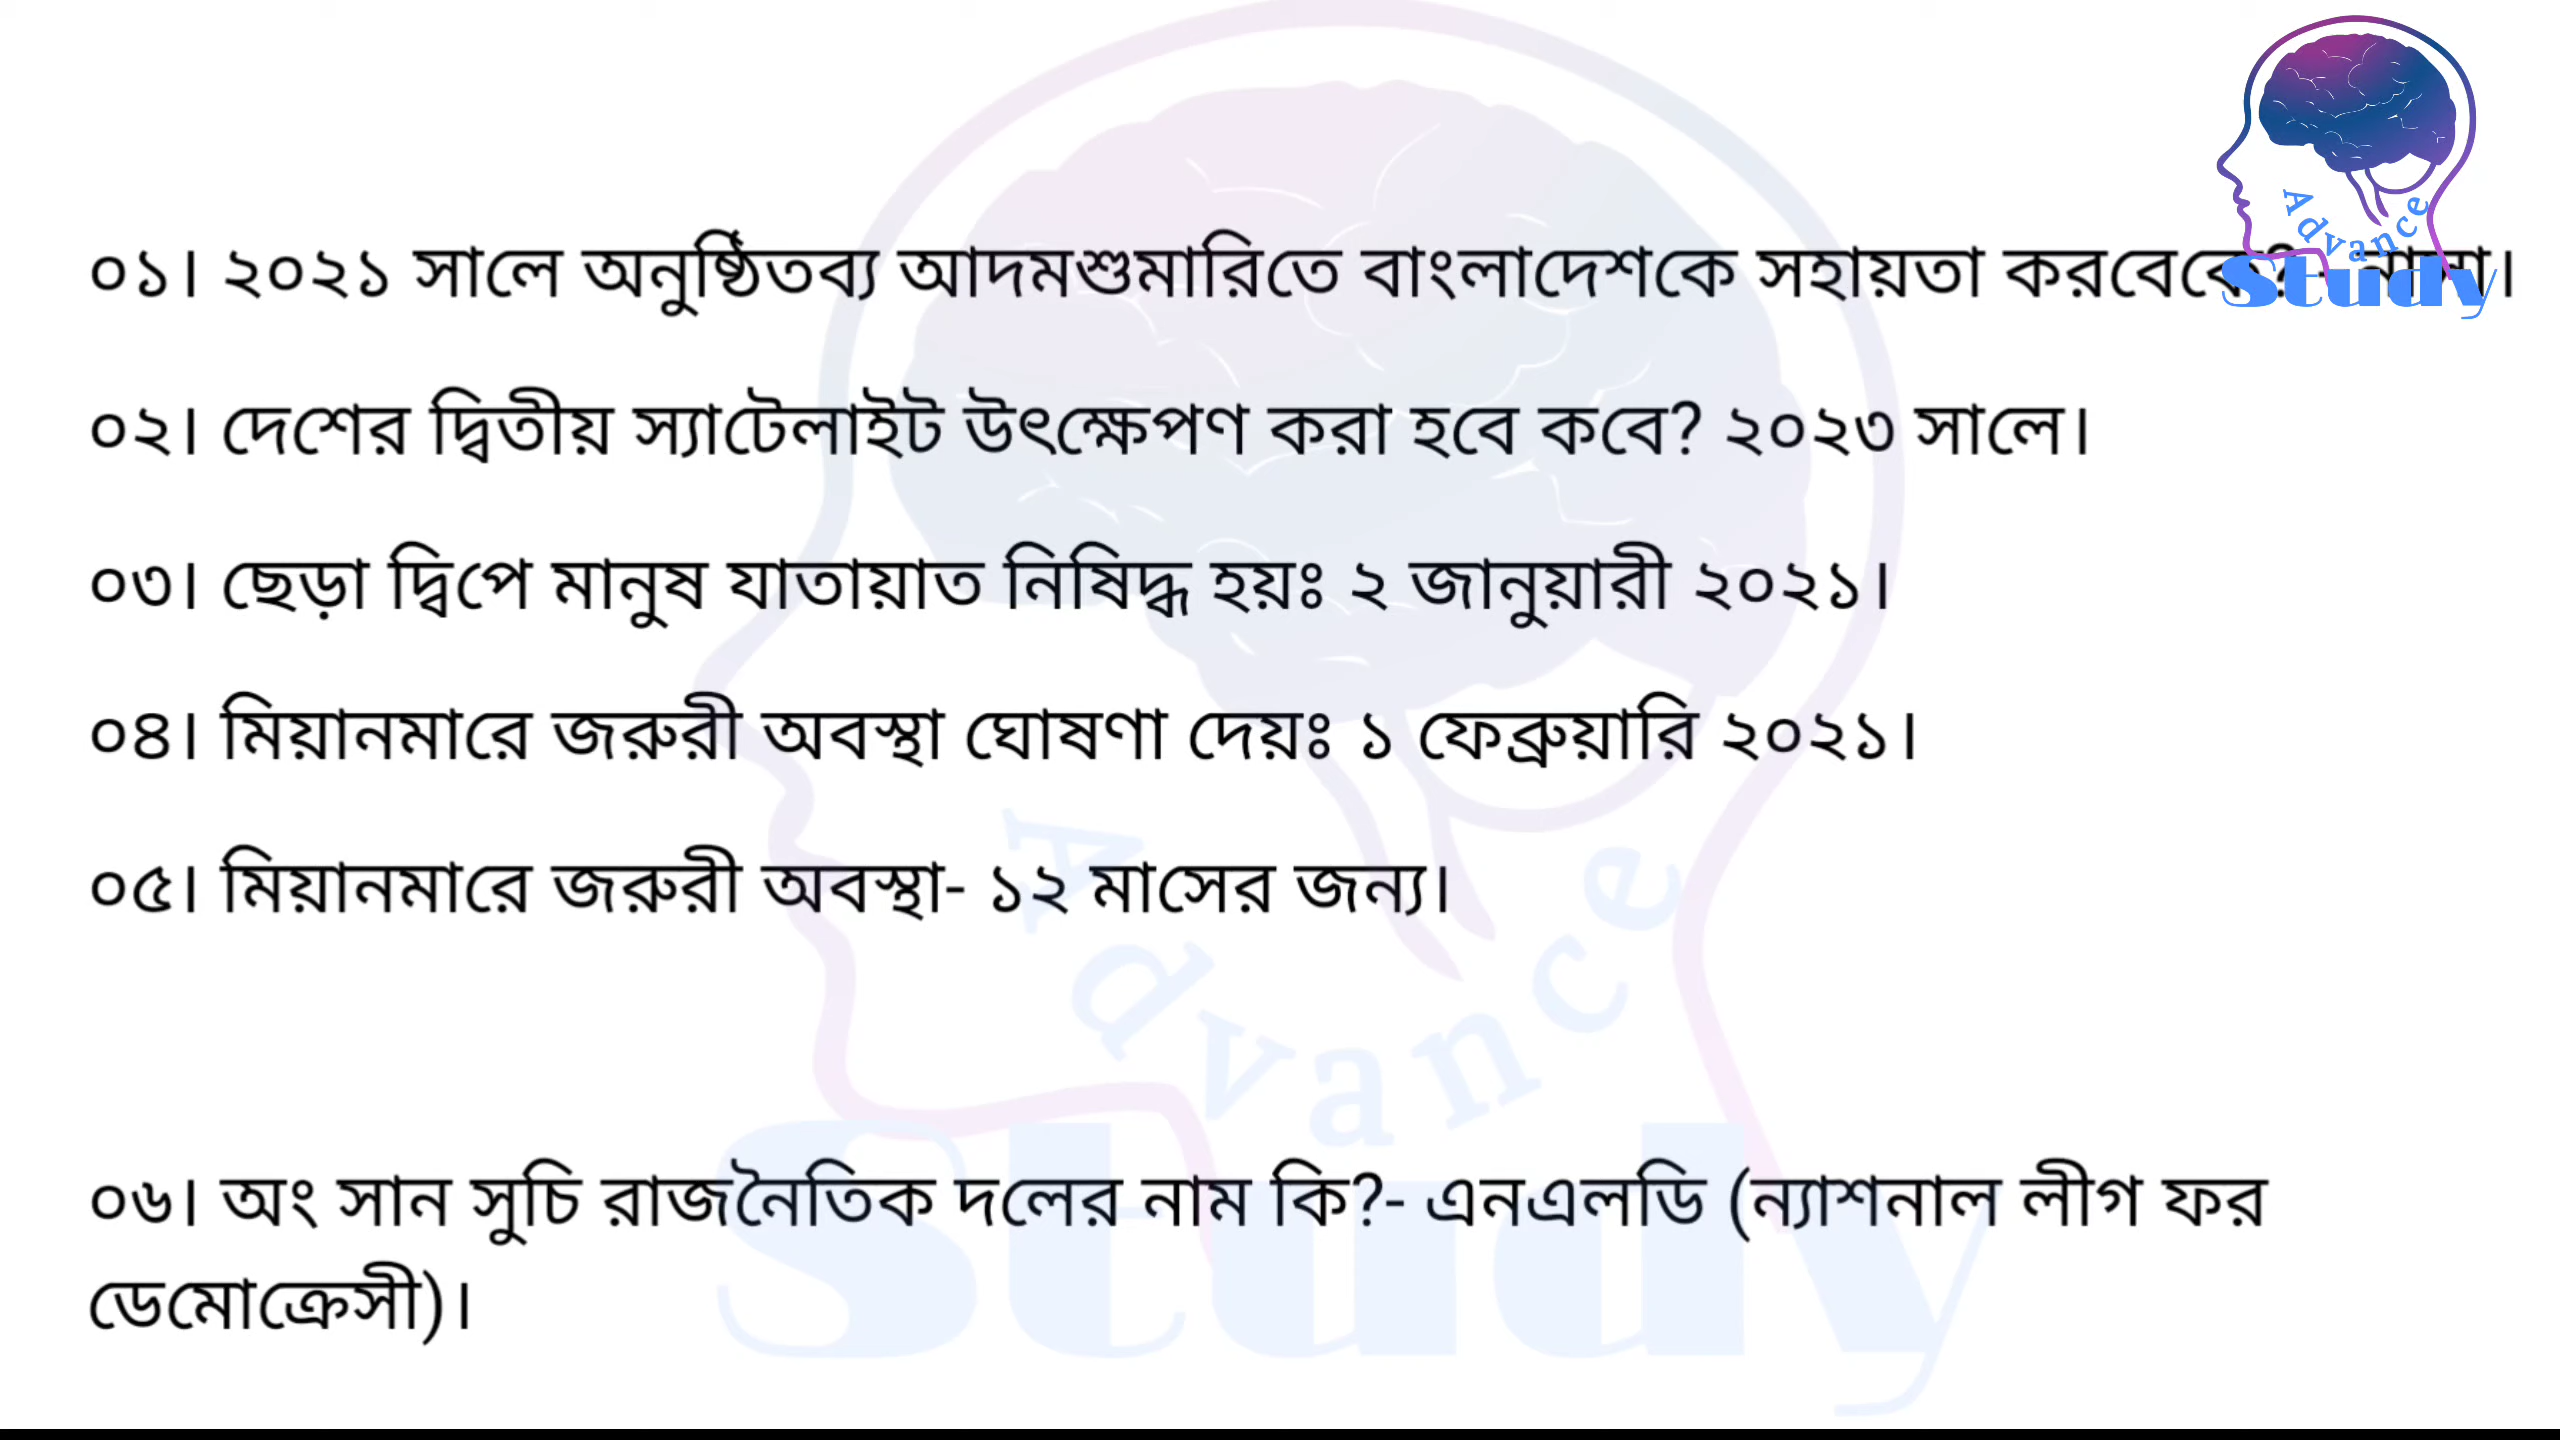 Advance
Study
০১। ২০২১ সালে অনুষ্ঠিতব্য আদমশুমারিতে বাংলাদেশকে সহায়তা করবেকে?- নাসা।
০২। দেশের দ্বিতীয় স্যাটেলাইট উৎক্ষেপণ করা হবে কবে? ২০২৩ সালে।
০৩। ছেড়া দ্বিপে মানুষ যাতায়াত নিষিদ্ধ হয়ঃ ২ জানুয়ারী ২০২১।
০৪। মিয়ানমারে জরুরী অবস্থা ঘোষণা দেয়ঃ ১ ফেব্রুয়ারি ২০২১।
০৫। মিয়ানমারে জরুরী অবস্থা- ১২ মাসের জন্য।
Advance
Study
০৬। অং সান সুচি রাজনৈতিক দলের নাম কি?- এনএলডি (ন্যাশনাল লীগ ফর
ডেমোক্রেসী)।